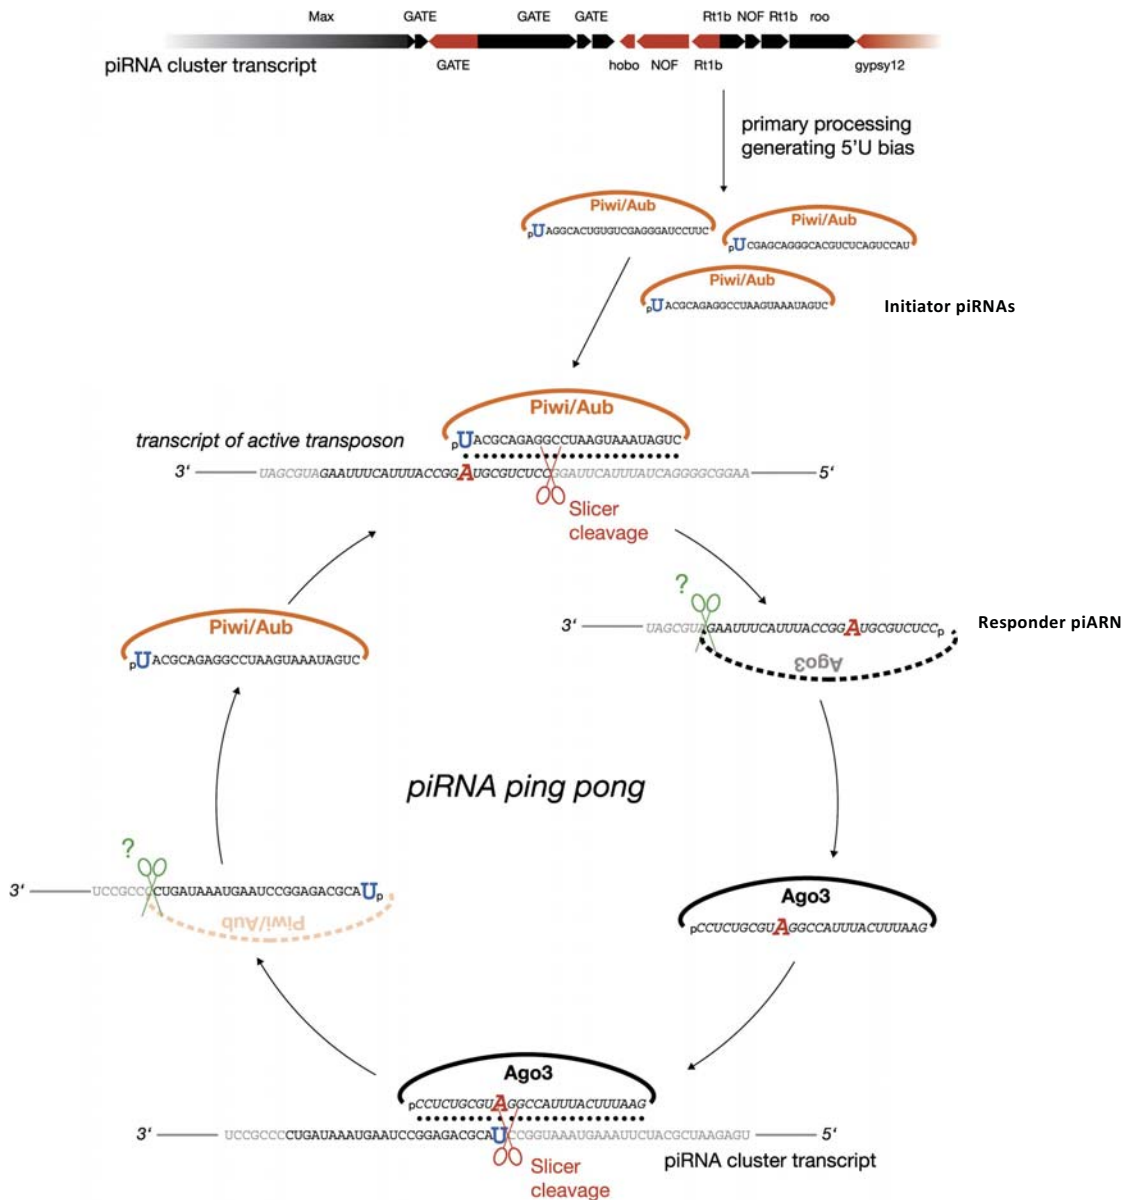 Max GATE GATE GATE Rt1b NOF Rt1b roo
piRNA cluster transcript
GATE hobo NOF Rt1b gypsy12
primary processing
generating 5'U bias
Piwi/Aub
pUAGGCACUGUGUCGAGGGAUCCUUC
Piwi/Aub
pUCGAGCAGGGCACGUCUCAGUCCAU
Piwi/Aub
pUACGCAGAGGCCUAAGUAAAUAGUC
Initiator piRNAs
Piwi/Aub
pUACGCAGAGGCCUAAGUAAAUAGUC
transcript of active transposon
3' UAGCGUAGAAUUUCAUUUACCGGAUGCGUCUCCGGAUUCAUUUAUCAGGGGCGGAA 5'
Slicer
cleavage
?
3' UAGCGUAGAAUUUCAUUUACCGGAUGCGUCUCCp
Responder piARN
Ago3
Piwi/Aub
pUACGCAGAGGCCUAAGUAAAUAGUC
piRNA ping pong
?
3' UCCGCCGCUGAUAAAUGAAUCCGGAGACGCAUp
Piwi/Aub
Ago3
pCCUCUGCGUAGGCCAUUUACUUUAAG
Ago3
pCCUCUGCGUAGGCCAUUUACUUUAAG
3' UCCGCCCCUGAUAAAUGAAUCCGGAGACGCAUCCGGUAAAUGAAAUUCUACGCUAAGAGU 5'
Slicer
cleavage
piRNA cluster transcript